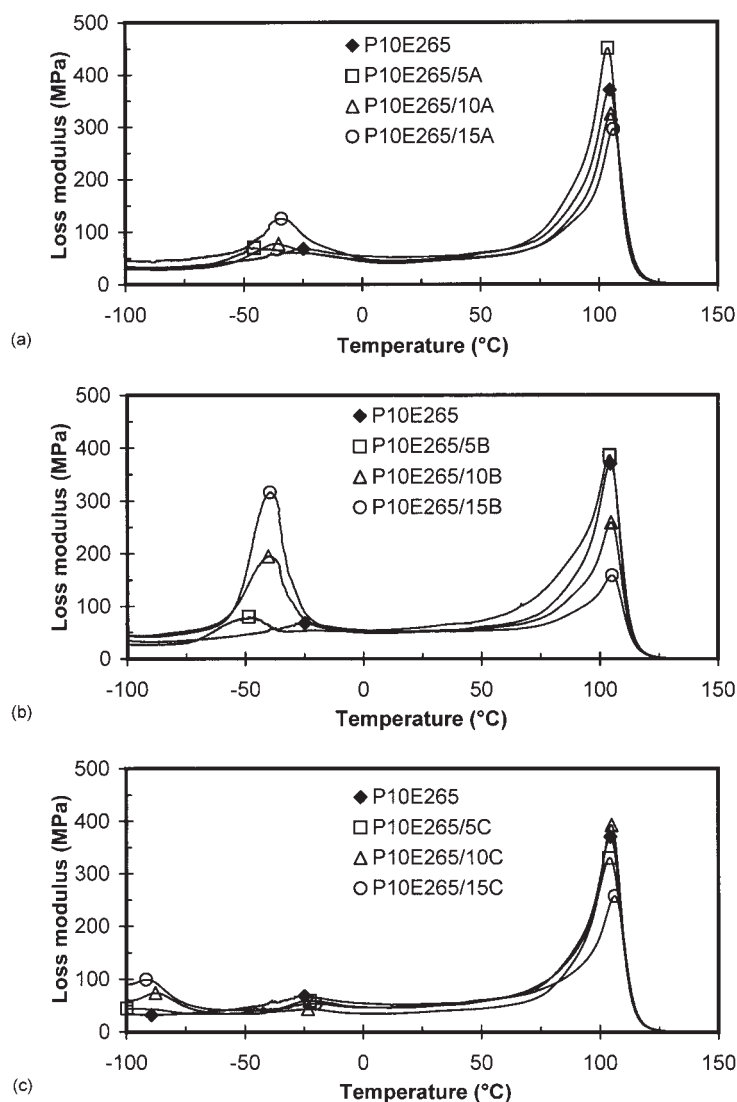 500
400
300
200
100
0
Loss modulus (MPa)
P10E265
P10E265/5A
P10E265/10A
P10E265/15A
-100
-50
0
50
100
150
Temperature (°C)
(a)
500
400
300
200
100
0
Loss modulus (MPa)
P10E265
P10E265/5B
P10E265/10B
P10E265/15B
-100
-50
0
50
100
150
Temperature (°C)
(b)
500
400
300
200
100
0
Loss modulus (MPa)
P10E265
P10E265/5C
P10E265/10C
P10E265/15C
-100
-50
0
50
100
150
Temperature (°C)
(c)